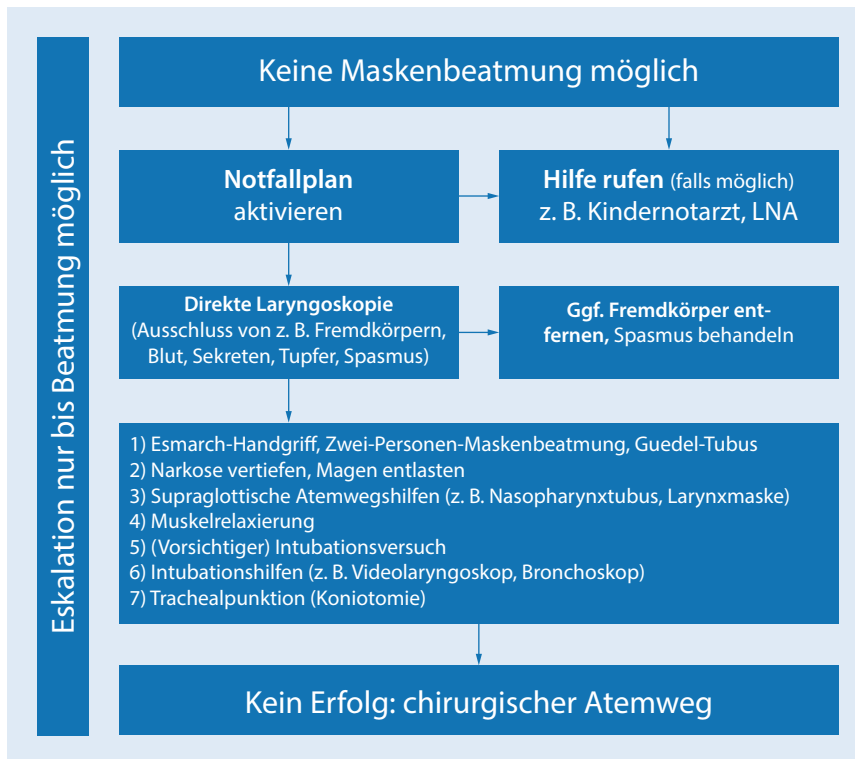 Eskalation nur bis Beatmung möglich
Keine Maskenbeatmung möglich
Notfallplan
aktivieren
Hilfe rufen (falls möglich)
z. B. Kindernotarzt, LNA
Direkte Laryngoskopie
(Ausschluss von z. B. Fremdkörpern,
Blut, Sekreten, Tupfer, Spasmus)
Ggf. Fremdkörper ent-
fernen, Spasmus behandeln
1) Esmarch-Handgriff, Zwei-Personen-Maskenbeatmung, Guedel-Tubus
2) Narkose vertiefen, Magen entlasten
3) Supraglottische Atemwegshilfen (z. B. Nasopharynxtubus, Larynxmaske)
4) Muskelrelaxierung
5) (Vorsichtiger) Intubationsversuch
6) Intubationshilfen (z. B. Videolaryngoskop, Bronchoskop)
7) Trachealpunktion (Koniotomie)
Kein Erfolg: chirurgischer Atemweg